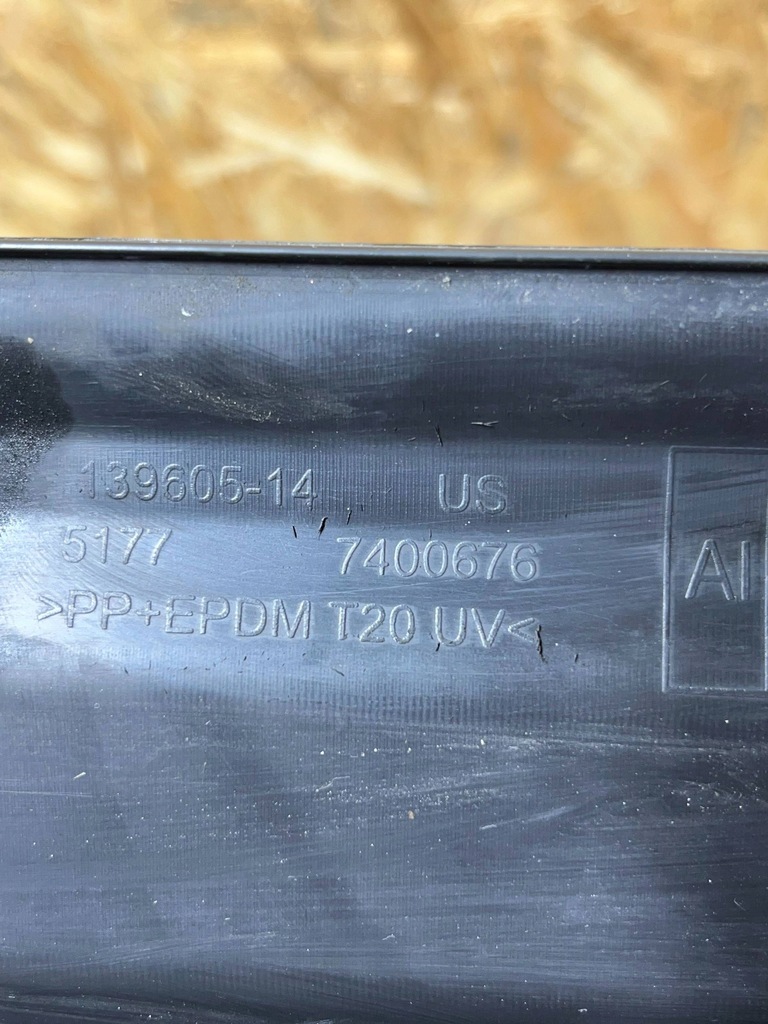 139605-14 US
5177 7400676
>PP+EPDM T20 UV<
AI